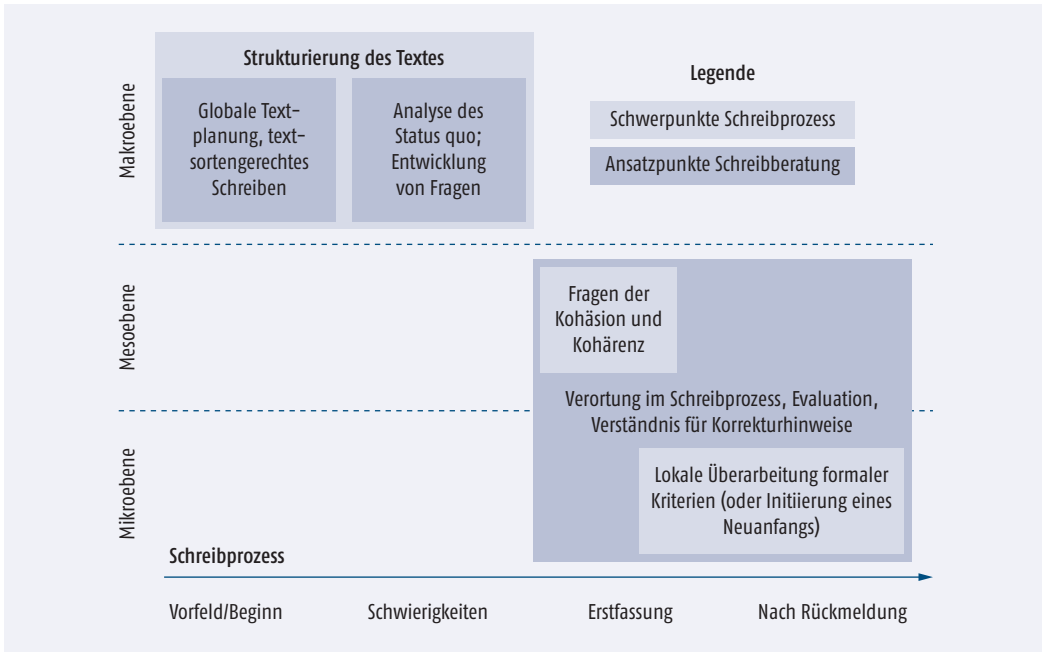 Strukturierung des Textes
Globale Text-
planung, text-
sortengerechtes
Schreiben
Analyse des
Status quo;
Entwicklung
von Fragen
Legende
Schwerpunkte Schreibprozess
Ansatzpunkte Schreibberatung
Makroebene
Mesoebene
Fragen der
Kohäsion und
Kohärenz
Verortung im Schreibprozess, Evaluation,
Verständnis für Korrekturhinweise
Mikroebene
Lokale Überarbeitung formaler
Kriterien (oder Initiierung eines
Neuanfangs)
Schreibprozess
Vorfeld/Beginn
Schwierigkeiten
Erstfassung
Nach Rückmeldung